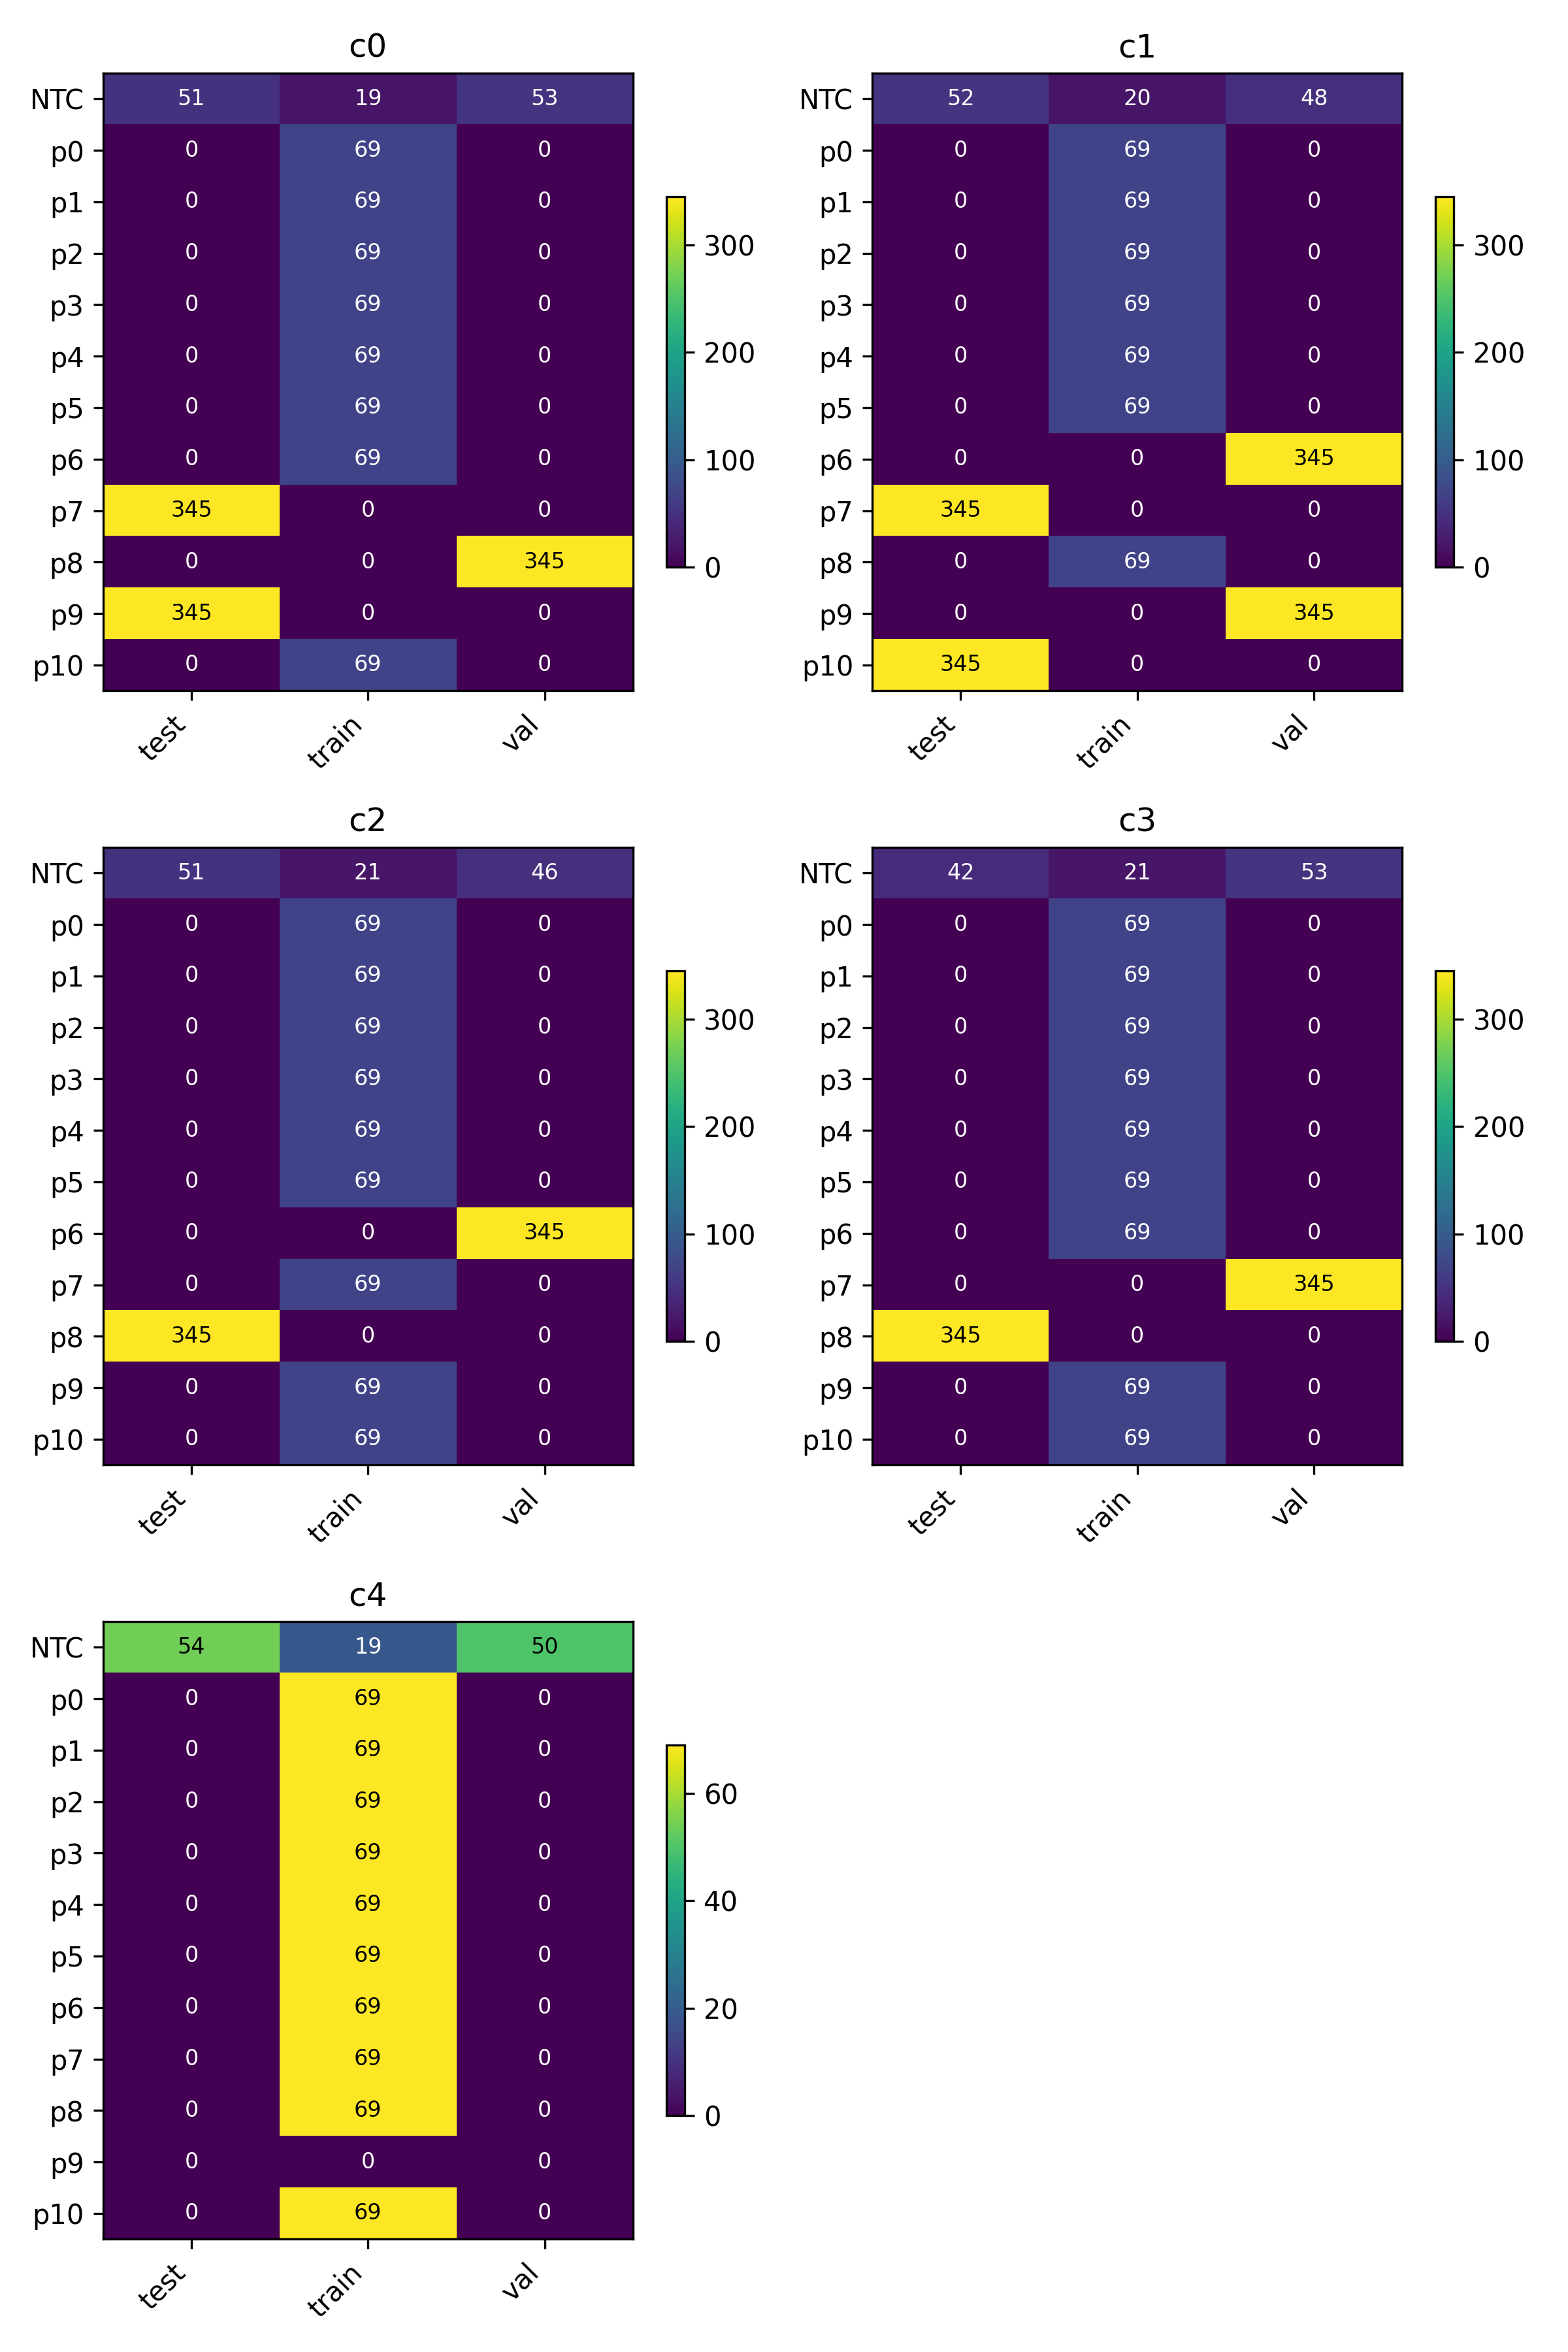 c0
NTC 51 19 53
p0 0 69 0
p1 0 69 0
p2 0 69 0
p3 0 69 0
p4 0 69 0
p5 0 69 0
p6 0 69 0
p7 345 0 0
p8 0 0 345
p9 345 0 0
p10 0 69 0
test train val
300
200
100
0
c1
NTC 52 20 48
p0 0 69 0
p1 0 69 0
p2 0 69 0
p3 0 69 0
p4 0 69 0
p5 0 69 0
p6 0 0 345
p7 345 0 0
p8 0 69 0
p9 0 0 345
p10 345 0 0
test train val
300
200
100
0
c2
NTC 51 21 46
p0 0 69 0
p1 0 69 0
p2 0 69 0
p3 0 69 0
p4 0 69 0
p5 0 69 0
p6 0 0 345
p7 0 69 0
p8 345 0 0
p9 0 69 0
p10 0 69 0
test train val
300
200
100
0
c3
NTC 42 21 53
p0 0 69 0
p1 0 69 0
p2 0 69 0
p3 0 69 0
p4 0 69 0
p5 0 69 0
p6 0 69 0
p7 0 0 345
p8 345 0 0
p9 0 69 0
p10 0 69 0
test train val
300
200
100
0
c4
NTC 54 19 50
p0 0 69 0
p1 0 69 0
p2 0 69 0
p3 0 69 0
p4 0 69 0
p5 0 69 0
p6 0 69 0
p7 0 69 0
p8 0 69 0
p9 0 0 0
p10 0 69 0
test train val
60
40
20
0